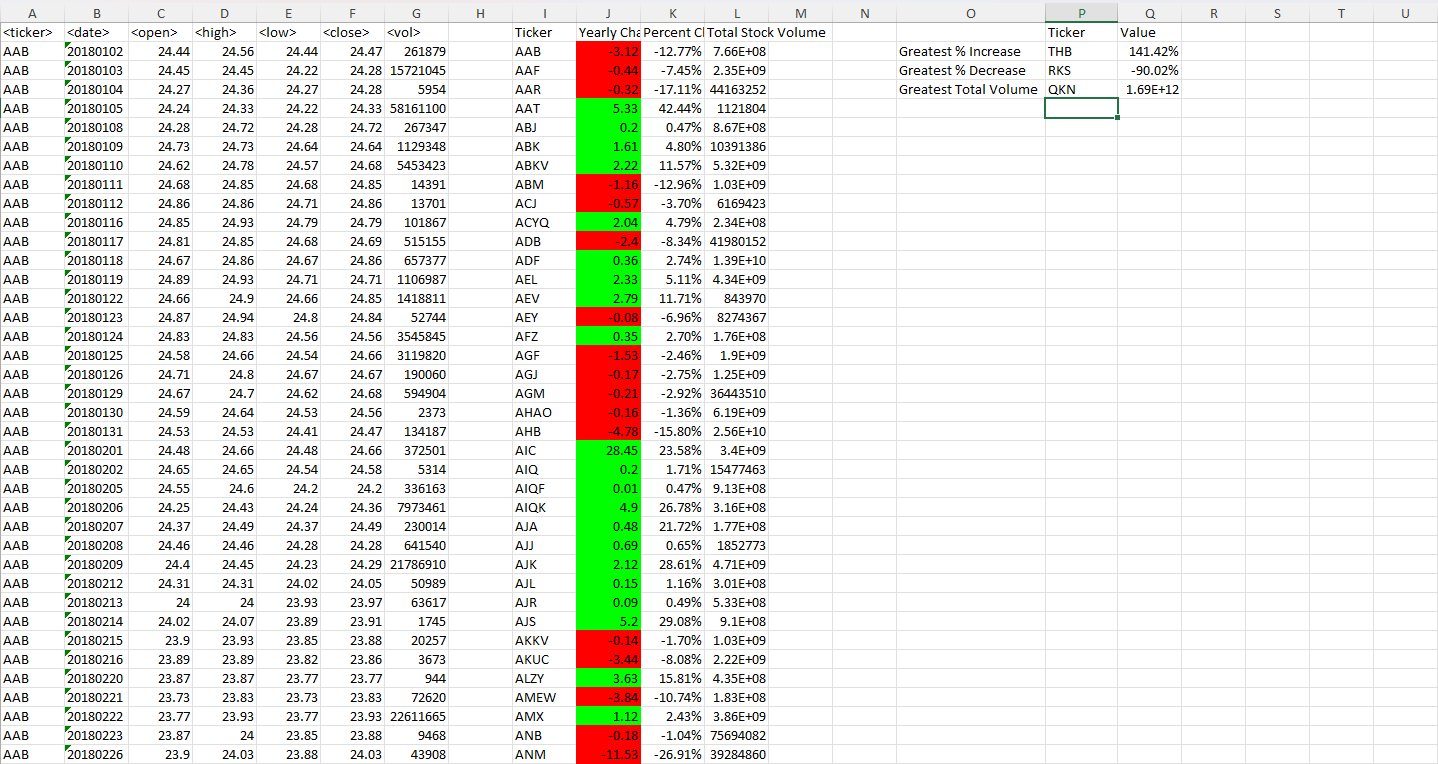 A B C D E F G H I J K L M N O P Q R S T U
<ticker> <date> <open> <high> <low> <close> <vol> Ticker Yearly Cha Percent Cl Total Stock Volume Ticker Value
AAB 20180102 24.44 24.56 24.44 24.47 261879 AAB -3.12 -12.77% 7.66E+08 Greatest % Increase THB 141.42%
AAB 20180103 24.45 24.45 24.22 24.28 15721045 AAF -0.44 -7.45% 2.35E+09 Greatest % Decrease RKS -90.02%
AAB 20180104 24.27 24.36 24.27 24.28 5954 AAR -0.32 -17.11% 44163252 Greatest Total Volume QKN 1.69E+12
AAB 20180105 24.24 24.33 24.22 24.33 58161100 AAT 5.33 42.44% 1121804
AAB 20180108 24.28 24.72 24.28 24.72 267347 ABJ 0.2 0.47% 8.67E+08
AAB 20180109 24.73 24.73 24.64 24.64 1129348 ABK 1.61 4.80% 10391386
AAB 20180110 24.62 24.78 24.57 24.68 5453423 ABKV 2.22 11.57% 5.32E+09
AAB 20180111 24.68 24.85 24.68 24.85 14391 ABM -1.16 -12.96% 1.03E+09
AAB 20180112 24.86 24.86 24.71 24.86 13701 ACJ -0.57 -3.70% 6169423
AAB 20180116 24.85 24.93 24.79 24.79 101867 ACYQ 2.04 4.79% 2.34E+08
AAB 20180117 24.81 24.85 24.68 24.69 515155 ADB -2.4 -8.34% 41980152
AAB 20180118 24.67 24.86 24.67 24.86 657377 ADF 0.36 2.74% 1.39E+10
AAB 20180119 24.89 24.93 24.71 24.71 1106987 AEL 2.33 5.11% 4.34E+09
AAB 20180122 24.66 24.9 24.66 24.85 1418811 AEV 2.79 11.71% 843970
AAB 20180123 24.87 24.94 24.8 24.84 52744 AEY -0.08 -6.96% 8274367
AAB 20180124 24.83 24.83 24.56 24.56 3545845 AFZ 0.35 2.70% 1.76E+08
AAB 20180125 24.58 24.66 24.54 24.66 3119820 AGF -1.53 -2.46% 1.9E+09
AAB 20180126 24.71 24.8 24.67 24.67 190060 AGJ -0.17 -2.75% 1.25E+09
AAB 20180129 24.67 24.7 24.62 24.68 594904 AGM -0.21 -2.92% 36443510
AAB 20180130 24.59 24.64 24.53 24.56 2373 AHAO -0.16 -1.36% 6.19E+09
AAB 20180131 24.53 24.53 24.41 24.47 134187 AHB -4.78 -15.80% 2.56E+10
AAB 20180201 24.48 24.66 24.48 24.66 372501 AIC 28.45 23.58% 3.4E+09
AAB 20180202 24.65 24.65 24.54 24.58 5314 AIQ 0.2 1.71% 15477463
AAB 20180205 24.55 24.6 24.2 24.2 336163 AIQF 0.01 0.47% 9.13E+08
AAB 20180206 24.25 24.43 24.24 24.36 7973461 AIQK 4.9 26.78% 3.16E+08
AAB 20180207 24.37 24.49 24.37 24.49 230014 AJA 0.48 21.72% 1.77E+08
AAB 20180208 24.46 24.46 24.28 24.28 641540 AJJ 0.69 0.65% 1852773
AAB 20180209 24.4 24.45 24.23 24.29 21786910 AJK 2.12 28.61% 4.71E+09
AAB 20180212 24.31 24.31 24.02 24.05 50989 AJL 0.15 1.16% 3.01E+08
AAB 20180213 24 24 23.93 23.97 63617 AJR 0.09 0.49% 5.33E+08
AAB 20180214 24.02 24.07 23.89 23.91 1745 AJS 5.2 29.08% 9.1E+08
AAB 20180215 23.9 23.93 23.85 23.88 20257 AKKV -0.14 -1.70% 1.03E+09
AAB 20180216 23.89 23.89 23.82 23.86 3673 AKUC -3.44 -8.08% 2.22E+09
AAB 20180220 23.87 23.87 23.77 23.77 944 ALZY 3.63 15.81% 4.35E+08
AAB 20180221 23.73 23.83 23.73 23.83 72620 AMEW -3.84 -10.74% 1.83E+08
AAB 20180222 23.77 23.93 23.77 23.93 22611665 AMX 1.12 2.43% 3.86E+09
AAB 20180223 23.87 24 23.85 23.88 9468 ANB -0.18 -1.04% 75694082
AAB 20180226 23.9 24.03 23.88 24.03 43908 ANM -11.53 -26.91% 39284860